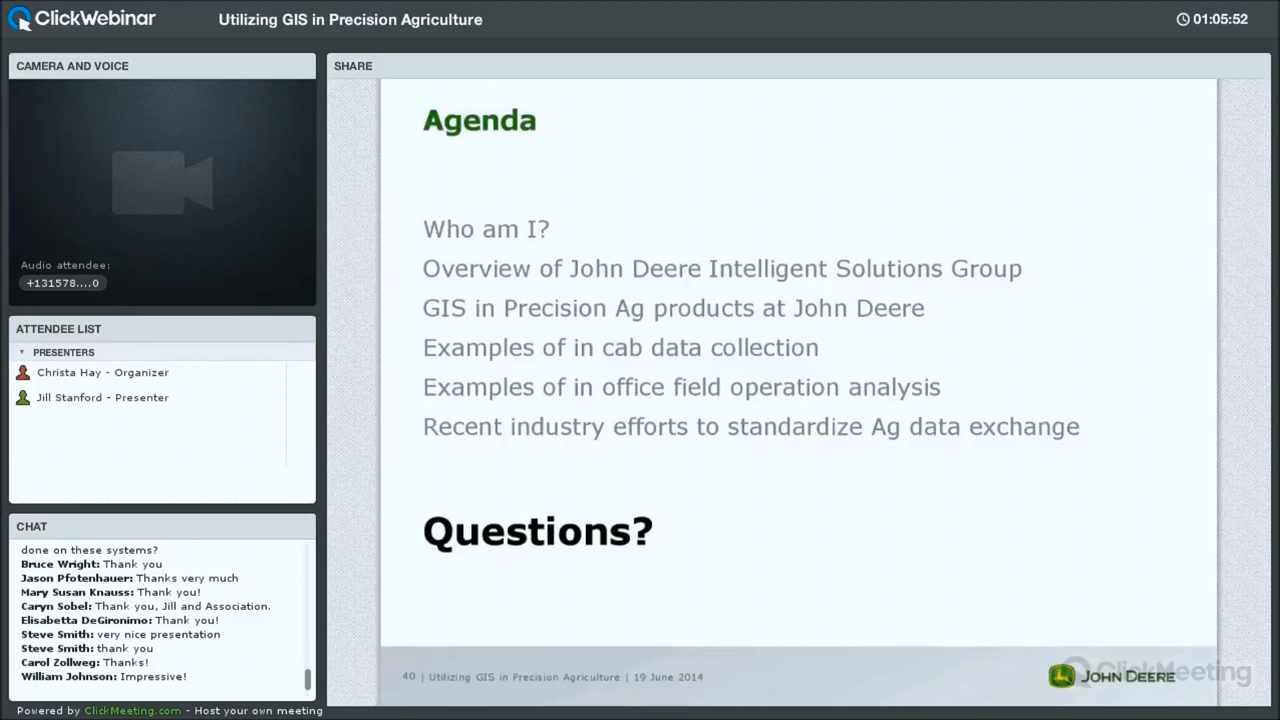 ClickWebinar
Utilizing GIS in Precision Agriculture
01:05:52
CAMERA AND VOICE
Audio attendee:
+131578....0
ATTENDEE LIST
PRESENTERS
Christa Hay - Organizer
Jill Stanford - Presenter
CHAT
done on these systems?
Bruce Wright: Thank you
Jason Pfotenhauer: Thanks very much
Mary Susan Knauss: Thank you!
Caryn Sobel: Thank you, Jill and Association.
Elisabetta DeGironimo: Thank you!
Steve Smith: very nice presentation
Steve Smith: thank you
Carol Zollweg: Thanks!
William Johnson: Impressive!
SHARE
Agenda
Who am I?
Overview of John Deere Intelligent Solutions Group
GIS in Precision Ag products at John Deere
Examples of in cab data collection
Examples of in office field operation analysis
Recent industry efforts to standardize Ag data exchange
Questions?
40 | Utilizing GIS in Precision Agriculture | 19 June 2014
JOHN DEERE
ClickMeeting
Powered by ClickMeeting.com - Host your own meeting